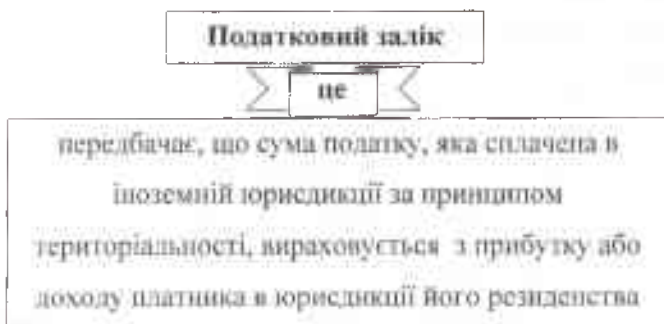 Податковий залік
це
передбачає, що сума податку, яка сплачена в
іноземній юрисдикції за принципом
територіальності, вираховується з прибутку або
доходу платника в юрисдикції його резиденства